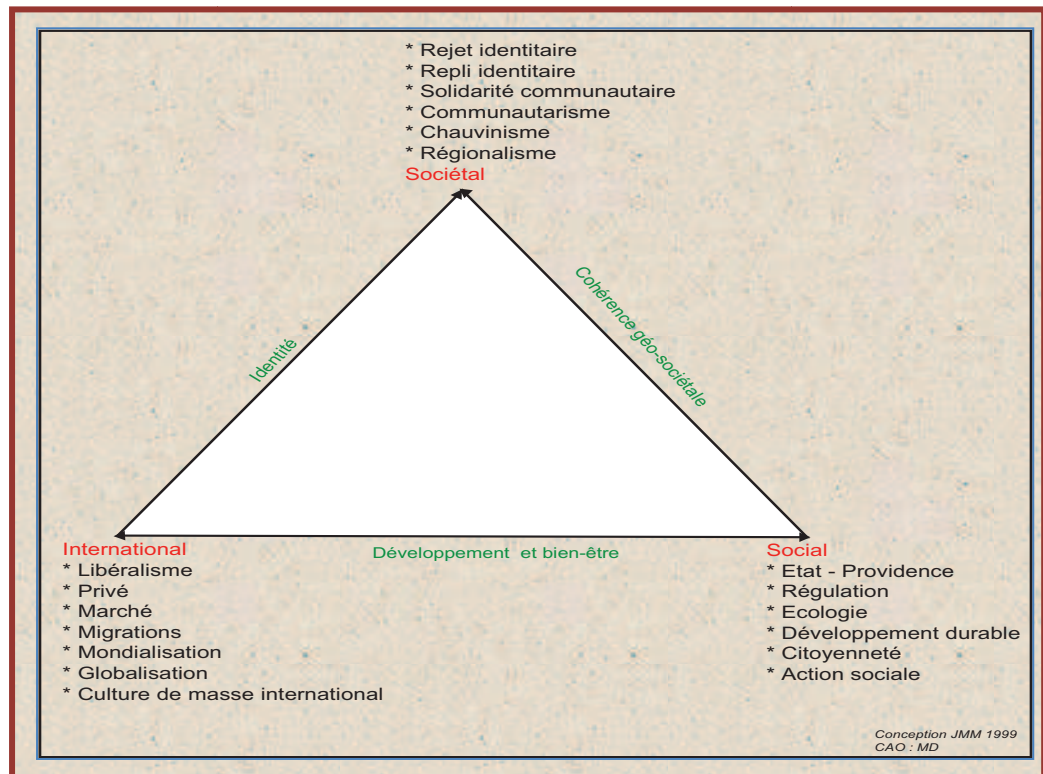 * Rejet identitaire
* Repli identitaire
* Solidarité communautaire
* Communautarisme
* Chauvinisme
* Régionalisme
Sociétal
Identité
Cohérence géo-sociétale
Développement et bien-être
International
* Libéralisme
* Privé
* Marché
* Migrations
* Mondialisation
* Globalisation
* Culture de masse international
Social
* Etat - Providence
* Régulation
* Ecologie
* Développement durable
* Citoyenneté
* Action sociale
Conception JMM 1999
CAO : MD